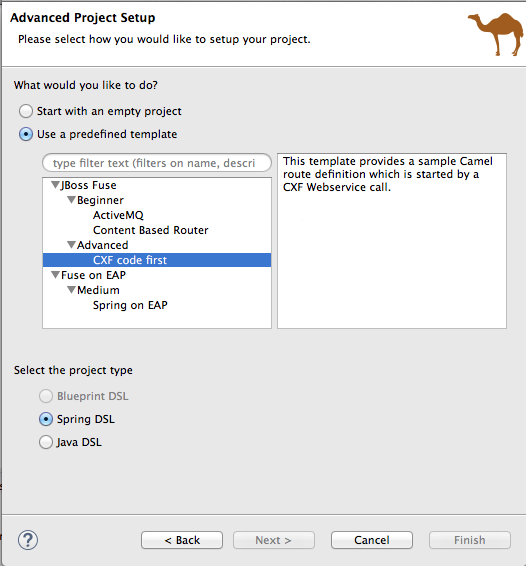 Advanced Project Setup
Please select how you would like to setup your project.
What would you like to do?
Start with an empty project
Use a predefined template
type filter text (filters on name, descri
JBoss Fuse
Beginner
ActiveMQ
Content Based Router
Advanced
CXF code first
Fuse on EAP
Medium
Spring on EAP
This template provides a sample Camel
route definition which is started by a
CXF Webservice call.
Select the project type
Blueprint DSL
Spring DSL
Java DSL
?
< Back
Next >
Cancel
Finish